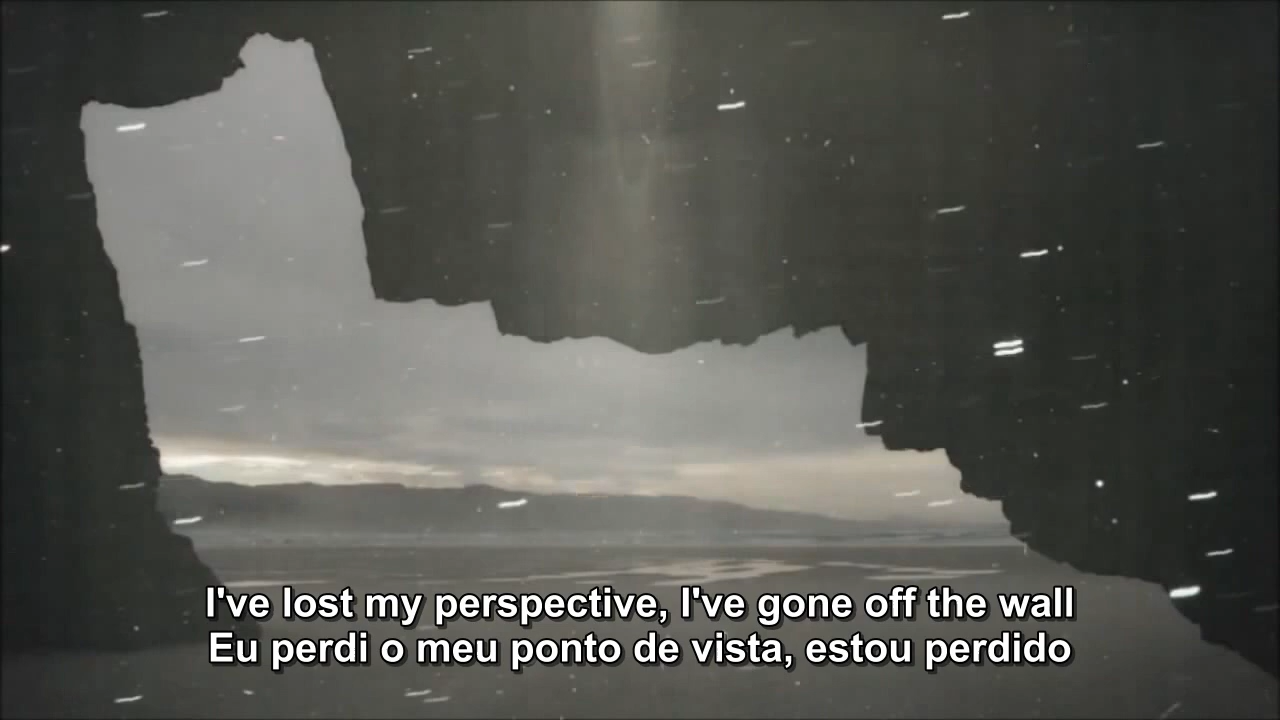 I've lost my perspective, I've gone off the wall
Eu perdi o meu ponto de vista, estou perdido